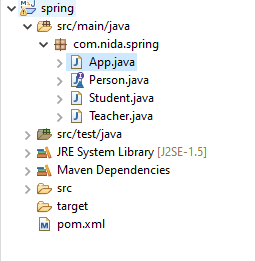 spring
src/main/java
com.nida.spring
App.java
Person.java
Student.java
Teacher.java
src/test/java
JRE System Library [J2SE-1.5]
Maven Dependencies
src
target
pom.xml